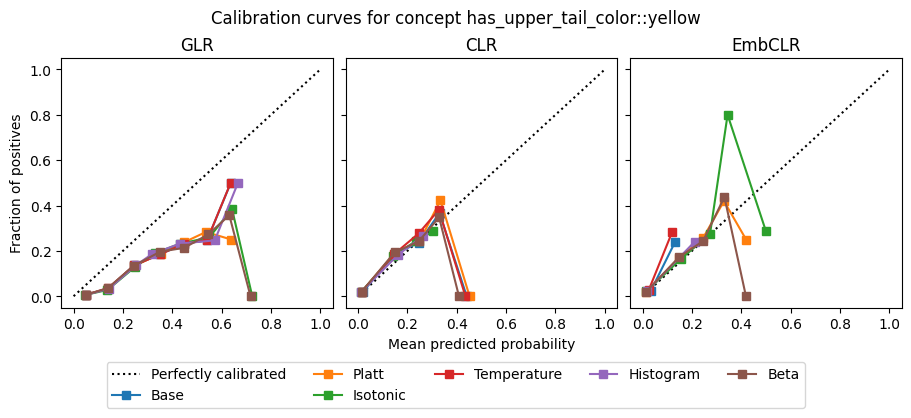 Calibration curves for concept has_upper_tail_color::yellow
GLR
CLR
EmbCLR
Fraction of positives
1.0
0.8
0.6
0.4
0.2
0.0
0.0 0.2 0.4 0.6 0.8 1.0
0.0 0.2 0.4 0.6 0.8 1.0
0.0 0.2 0.4 0.6 0.8 1.0
Mean predicted probability
Perfectly calibrated
Base
Platt
Isotonic
Temperature
Histogram
Beta